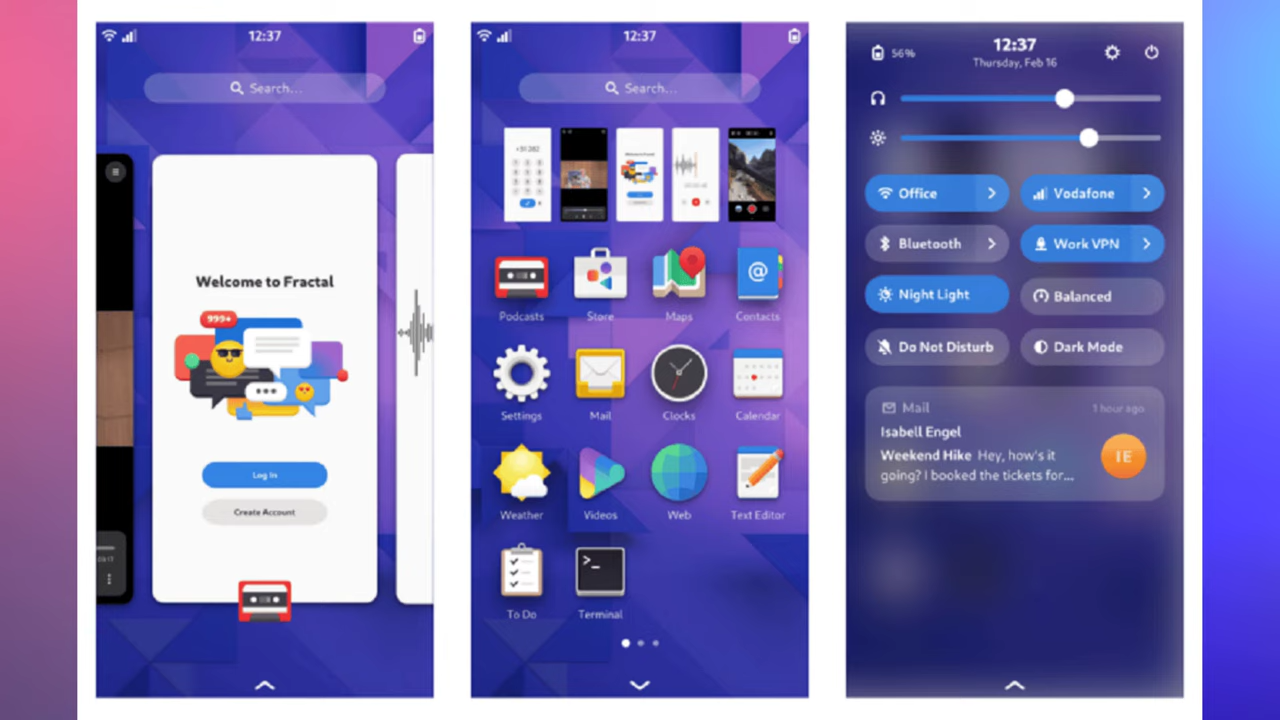 12:37
Search...
Welcome to Fractal
999+
Log In
Create Account
12:37
Search...
Podcasts
Store
Maps
Contacts
Settings
Mail
Clocks
Calendar
Weather
Videos
Web
Text Editor
To Do
Terminal
56%
12:37
Thursday, Feb 16
Office
Vodafone
Bluetooth
Work VPN
Night Light
Balanced
Do Not Disturb
Dark Mode
Mail
1 hour ago
Isabell Engel
Weekend Hike Hey, how's it
going? I booked the tickets for...
IE